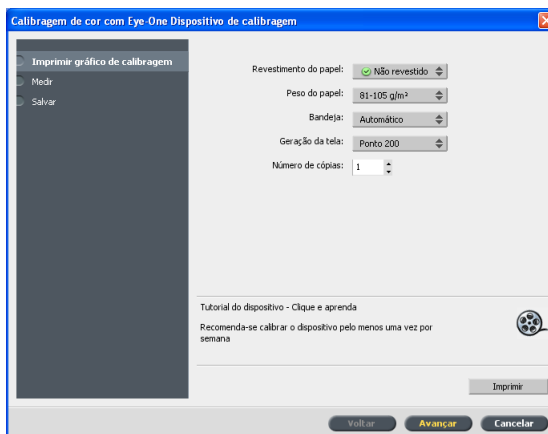 Calibragem de cor com Eye-One Dispositivo de calibragem
Imprimir gráfico de calibragem
Medir
Salvar
Revestimento do papel: Não revestido
Peso do papel: 81-105 g/m²
Bandeja: Automático
Geração da tela: Ponto 200
Número de cópias: 1
Tutorial do dispositivo - Clique e aprenda
Recomenda-se calibrar o dispositivo pelo menos uma vez por
semana
Imprimir
Voltar Avançar Cancelar